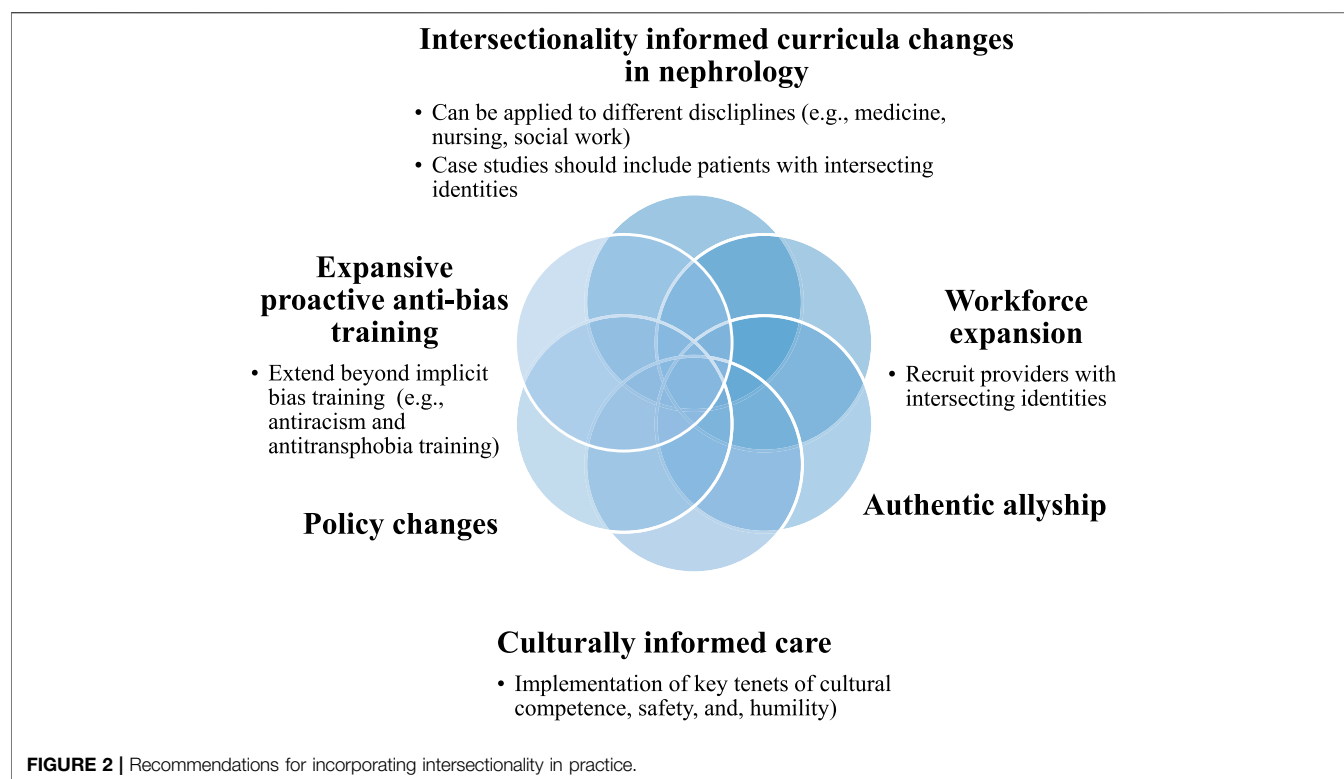 Intersectionality informed curricula changes
in nephrology
• Can be applied to different discliplines (e.g., medicine,
nursing, social work)
• Case studies should include patients with intersecting
identities
Expansive
proactive anti-bias
training
• Extend beyond implicit
bias training (e.g.,
antiracism and
antitransphobia training)
Workforce
expansion
• Recruit providers with
intersecting identities
Policy changes
Authentic allyship
Culturally informed care
• Implementation of key tenets of cultural
competence, safety, and, humility)
FIGURE 2 | Recommendations for incorporating intersectionality in practice.